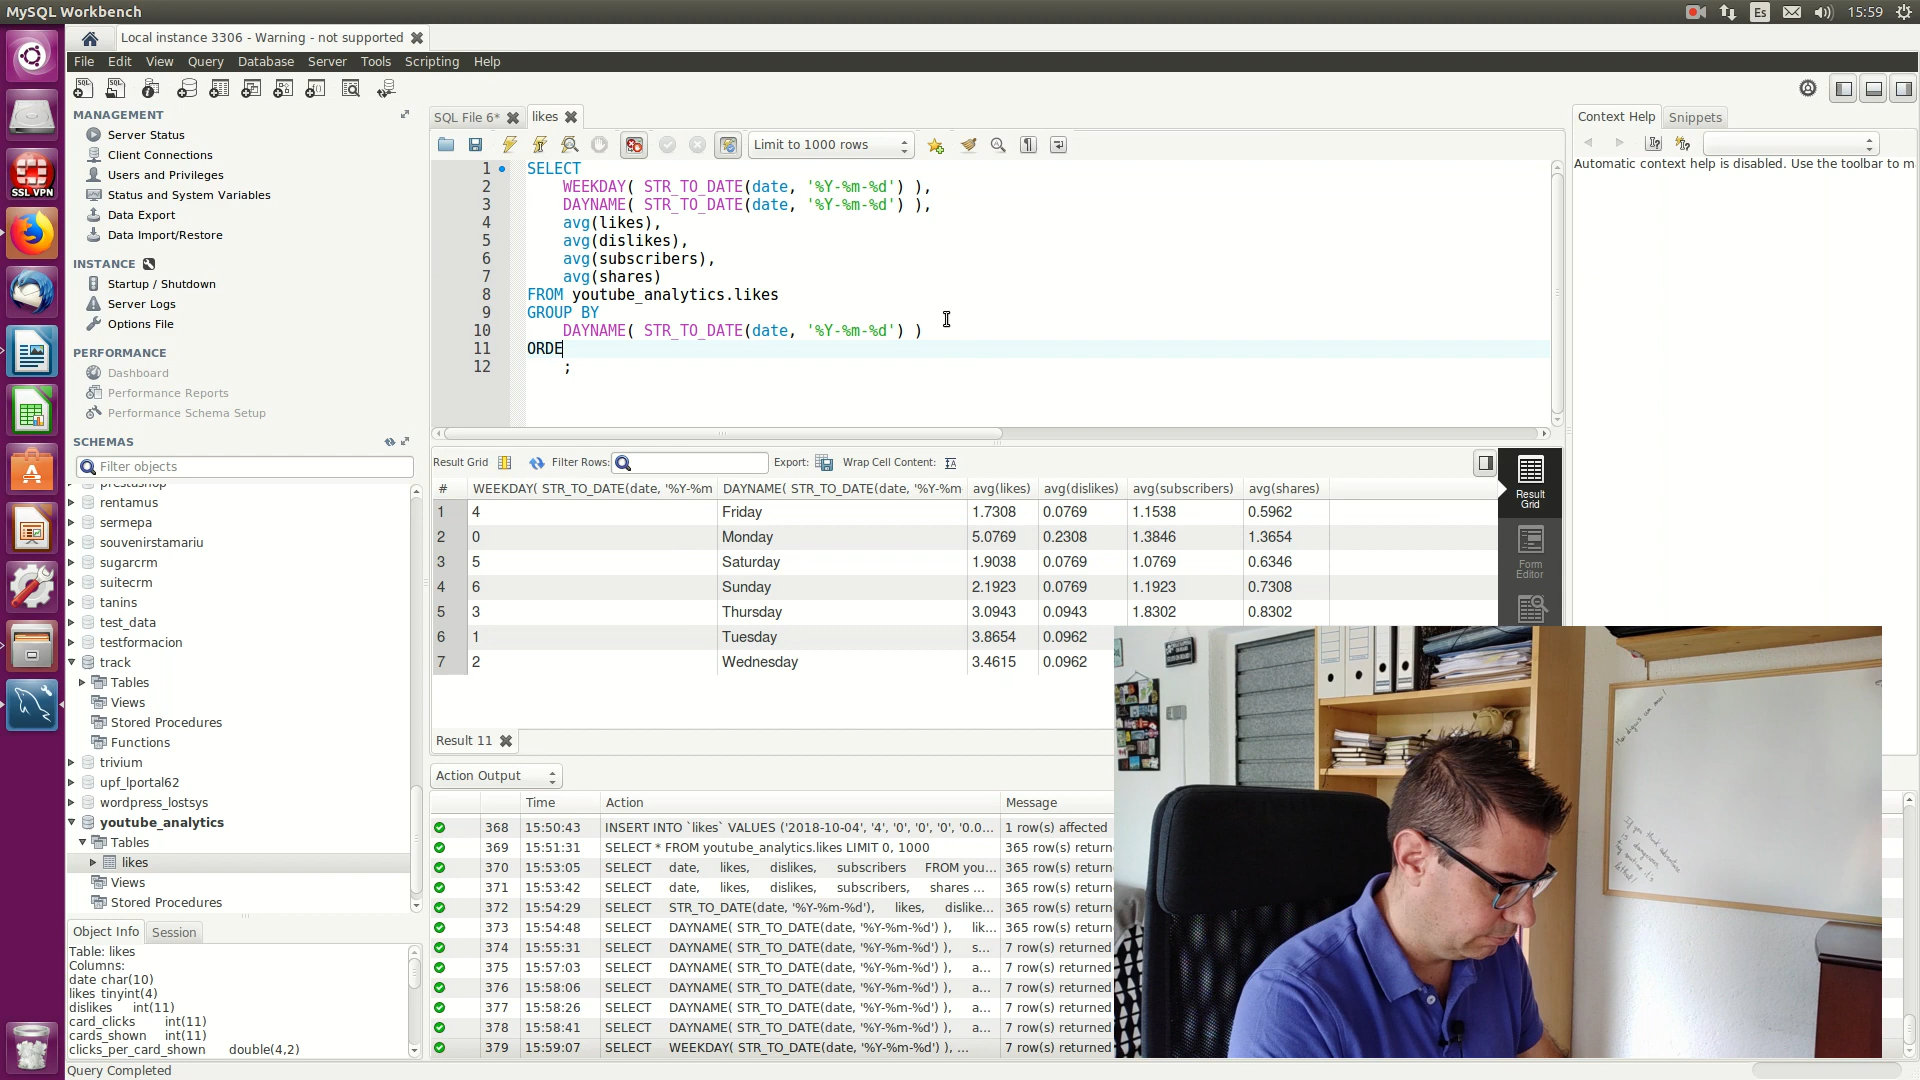 MySQL Workbench
Es
15:59
Local instance 3306 - Warning - not supported
File Edit View Query Database Server Tools Scripting Help
SSL VPN
MANAGEMENT
Server Status
Client Connections
Users and Privileges
Status and System Variables
Data Export
Data Import/Restore
INSTANCE
Startup / Shutdown
Server Logs
Option File
PERFORMANCE
Dashboard
Performance Reports
Performance Schema Setup
SCHEMAS
Filter objects
prestashop
rentamus
sermepa
souvenirstamariu
sugarcrm
suitecrm
tanins
test_data
testformacion
track
Tables
Views
Stored Procedures
Functions
trivium
upf_lportal62
wordpress_lostsys
youtube_analytics
Tables
likes
Views
Stored Procedures
Object Info Session
Table: likes
Columns:
date char(10)
likes tinyint(4)
dislikes int(11)
card_clicks int(11)
cards_shown int(11)
clicks_per_card_shown double(4,2)
Query Completed
SQL File 6* likes
Limit to 1000 rows
1 SELECT
2 WEEKDAY( STR_TO_DATE(date, '%Y-%m-%d') ),
3 DAYNAME( STR_TO_DATE(date, '%Y-%m-%d') ),
4 avg(likes),
5 avg(dislikes),
6 avg(subscribers),
7 avg(shares)
8 FROM youtube_analytics.likes
9 GROUP BY
10 DAYNAME( STR_TO_DATE(date, '%Y-%m-%d') )
11 ORDE
12 ;
Result Grid Filter Rows: Export: Wrap Cell Content:
# WEEKDAY( STR_TO_DATE(date, '%Y-%m DAYNAME( STR_TO_DATE(date, '%Y-%m avg(likes) avg(dislikes) avg(subscribers) avg(shares)
1 4 Friday 1.7308 0.0769 1.1538 0.5962
2 0 Monday 5.0769 0.2308 1.3846 1.3654
3 5 Saturday 1.9038 0.0769 1.0769 0.6346
4 6 Sunday 2.1923 0.0769 1.1923 0.7308
5 3 Thursday 3.0943 0.0943 1.8302 0.8302
6 1 Tuesday 3.8654 0.0962
7 2 Wednesday 3.4615 0.0962
Result Grid
Form Editor
Result 11
Action Output
Time Action Message
368 15:50:43 INSERT INTO `likes` VALUES ('2018-10-04', '4', '0', '0', '0', '0.0... 1 row(s) affected
369 15:51:31 SELECT * FROM youtube_analytics.likes LIMIT 0, 1000 365 row(s) return
370 15:53:05 SELECT date, likes, dislikes, subscribers FROM you... 365 row(s) return
371 15:53:42 SELECT date, likes, dislikes, subscribers, shares ... 365 row(s) return
372 15:54:29 SELECT STR_TO_DATE(date, '%Y-%m-%d'), likes, dislike... 365 row(s) return
373 15:54:48 SELECT DAYNAME( STR_TO_DATE(date, '%Y-%m-%d') ), lik... 365 row(s) return
374 15:55:31 SELECT DAYNAME( STR_TO_DATE(date, '%Y-%m-%d') ), s... 7 row(s) returned
375 15:57:03 SELECT DAYNAME( STR_TO_DATE(date, '%Y-%m-%d') ), a... 7 row(s) returned
376 15:58:06 SELECT DAYNAME( STR_TO_DATE(date, '%Y-%m-%d') ), a... 7 row(s) returned
377 15:58:26 SELECT DAYNAME( STR_TO_DATE(date, '%Y-%m-%d') ), a... 7 row(s) returned
378 15:58:41 SELECT DAYNAME( STR_TO_DATE(date, '%Y-%m-%d') ), a... 7 row(s) returned
379 15:59:07 SELECT WEEKDAY( STR_TO_DATE(date, '%Y-%m-%d') ), ... 7 row(s) returned
Context Help Snippets
Automatic context help is disabled. Use the toolbar to m
If you think adventure
is dangerous
try routine it's
lethal!